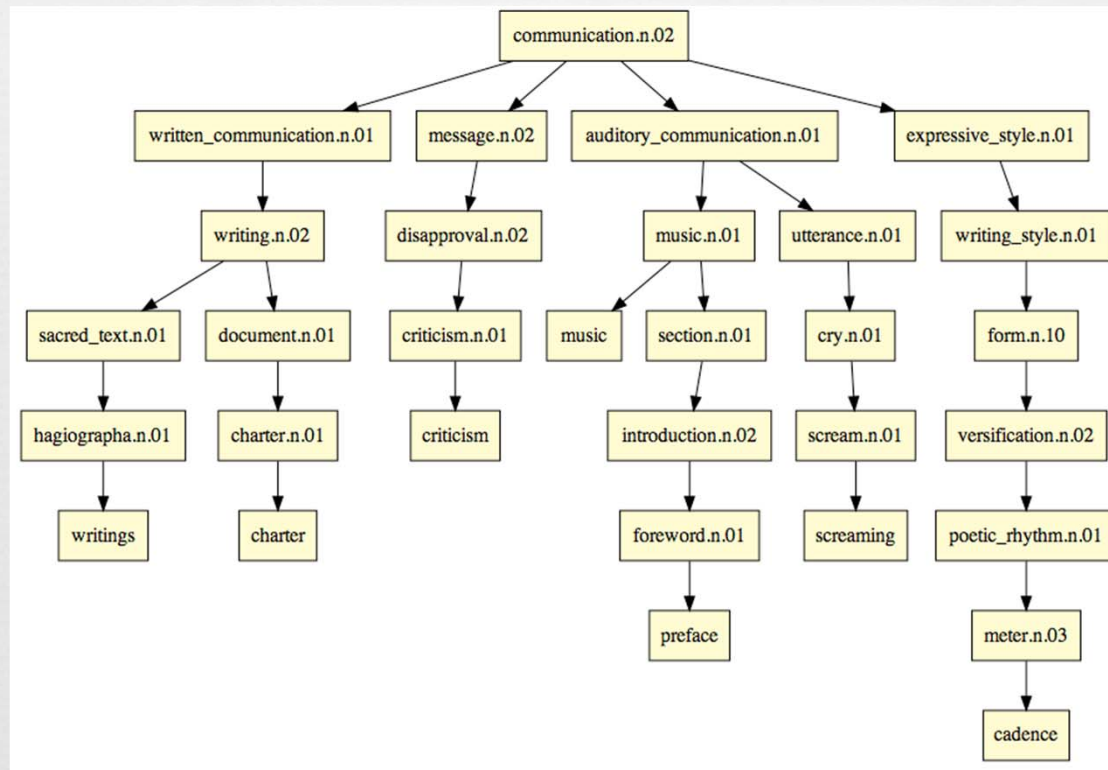 communication.n.02
written_communication.n.01
message.n.02
auditory_communication.n.01
expressive_style.n.01
writing.n.02
disapproval.n.02
music.n.01
utterance.n.01
writing_style.n.01
sacred_text.n.01
document.n.01
criticism.n.01
music
section.n.01
cry.n.01
form.n.10
hagiographa.n.01
charter.n.01
criticism
introduction.n.02
scream.n.01
versification.n.02
writings
charter
foreword.n.01
screaming
poetic_rhythm.n.01
preface
meter.n.03
cadence